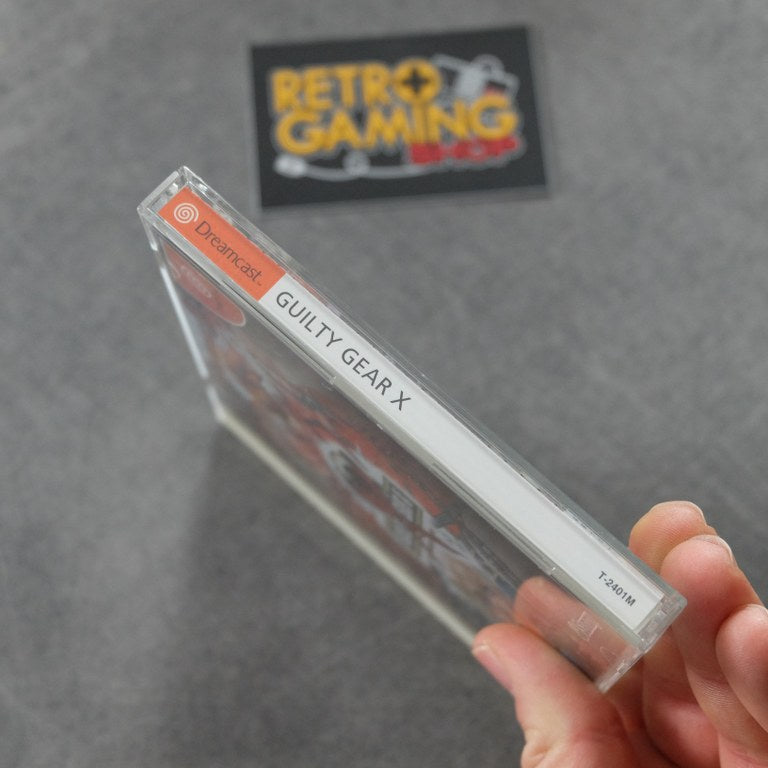 RETRO
GAMING
SHOP
Dreamcast
GUILTY GEAR X
T-2401M